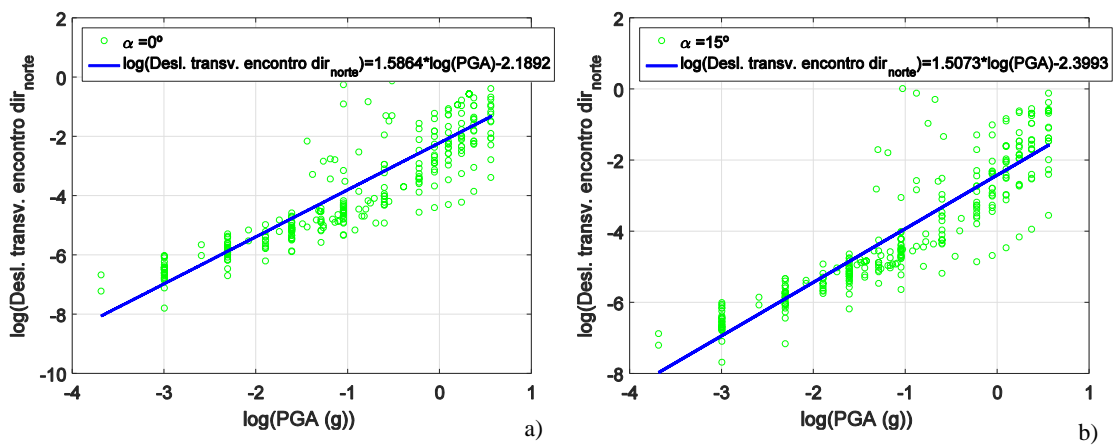 2
0
-2
-4
-6
-8
-10
-4
-3
-2
-1
0
1
log(Desl. transv. encontro dir_norte)
log(PGA (g))
α =0º
log(Desl. transv. encontro dir_norte)=1.5864*log(PGA)-2.1892
a)
2
0
-2
-4
-6
-8
-4
-3
-2
-1
0
1
log(Desl. transv. encontro dir_norte)
log(PGA (g))
α =15º
log(Desl. transv. encontro dir_norte)=1.5073*log(PGA)-2.3993
b)